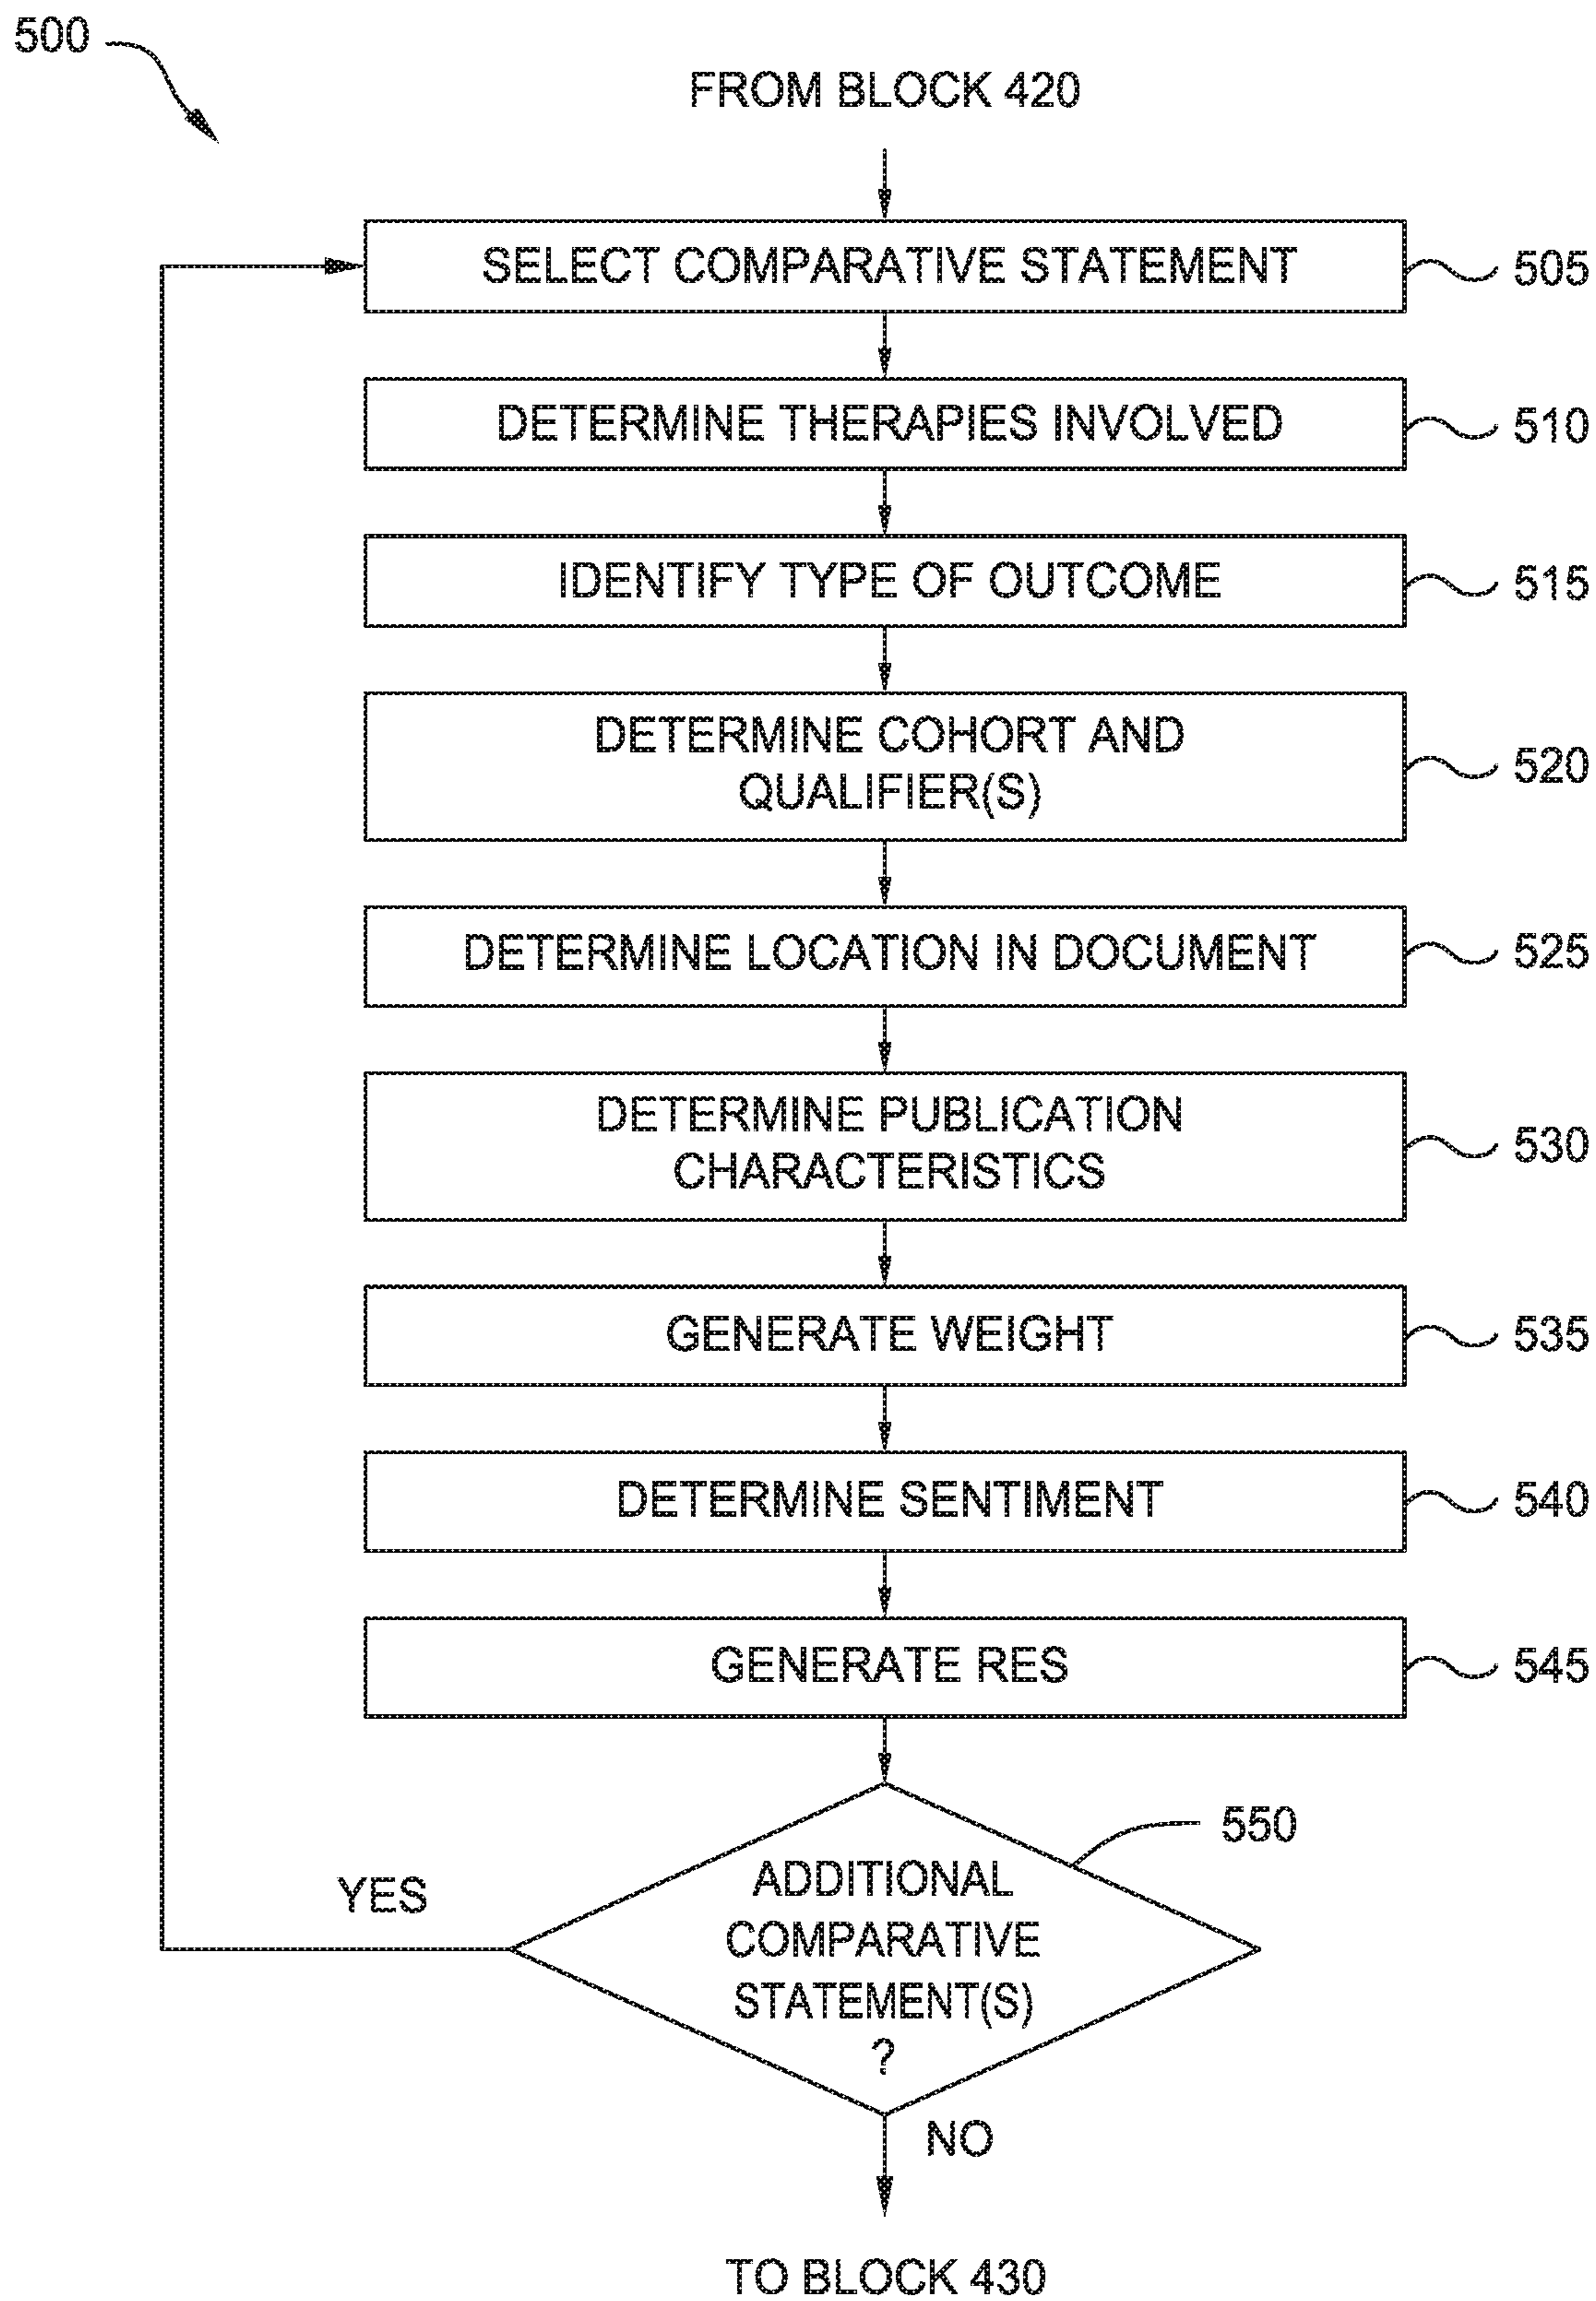 500
FROM BLOCK 420
SELECT COMPARATIVE STATEMENT
505
DETERMINE THERAPIES INVOLVED
510
IDENTIFY TYPE OF OUTCOME
515
DETERMINE COHORT AND
QUALIFIER(S)
520
DETERMINE LOCATION IN DOCUMENT
525
DETERMINE PUBLICATION
CHARACTERISTICS
530
GENERATE WEIGHT
535
DETERMINE SENTIMENT
540
GENERATE RES
545
550
ADDITIONAL
COMPARATIVE
STATEMENT(S)
?
YES
NO
TO BLOCK 430